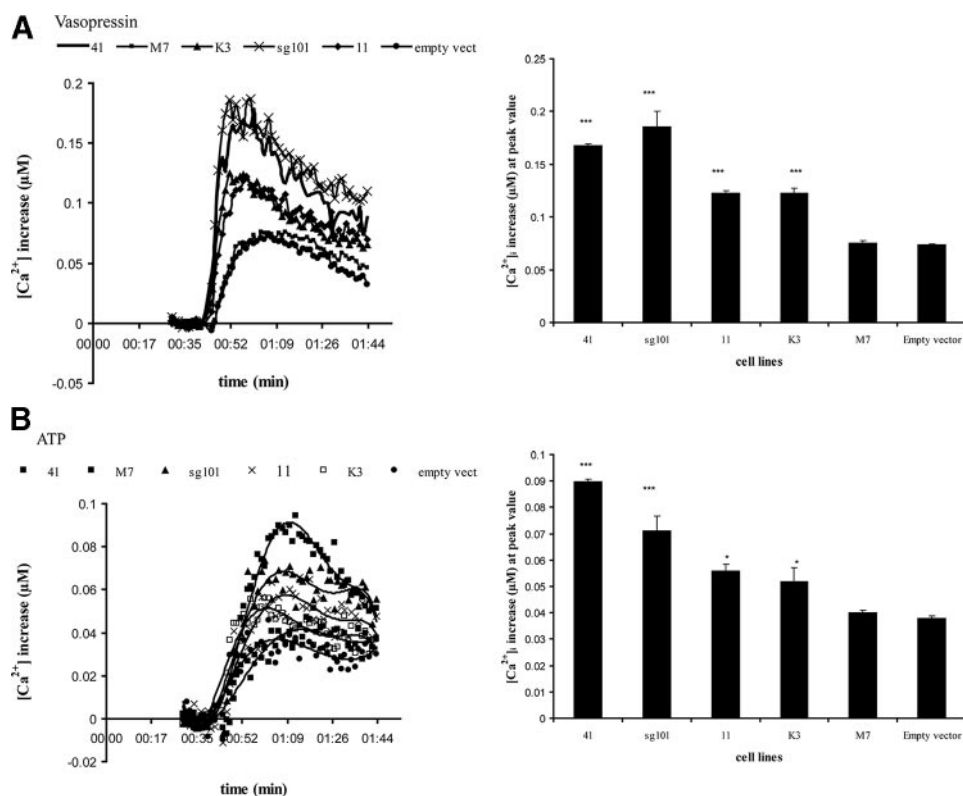 A
Vasopressin
41 M7 K3 sg101 11 empty vect
[Ca2+] increase (µM)
0.2
0.15
0.1
0.05
0
-0.05
00:00 00:17 00:35 00:52 01:09 01:26 01:44
time (min)
[Ca2+]i increase (µM) at peak value
0.25
0.2
0.15
0.10
0.05
0
*** *** *** ***
41 sg101 11 K3 M7 Empty vector
cell lines
B
ATP
41 M7 sg101 11 K3 empty vect
[Ca2+] increase (µM)
0.1
0.08
0.06
0.04
0.02
0
-0.02
00:00 00:17 00:35 00:52 01:09 01:26 01:44
time (min)
[Ca2+]i increase (µM) at peak value
0.1
0.09
0.08
0.07
0.06
0.05
0.04
0.03
0.02
0.01
0
*** *** * *
41 sg101 11 K3 M7 Empty vector
cell lines